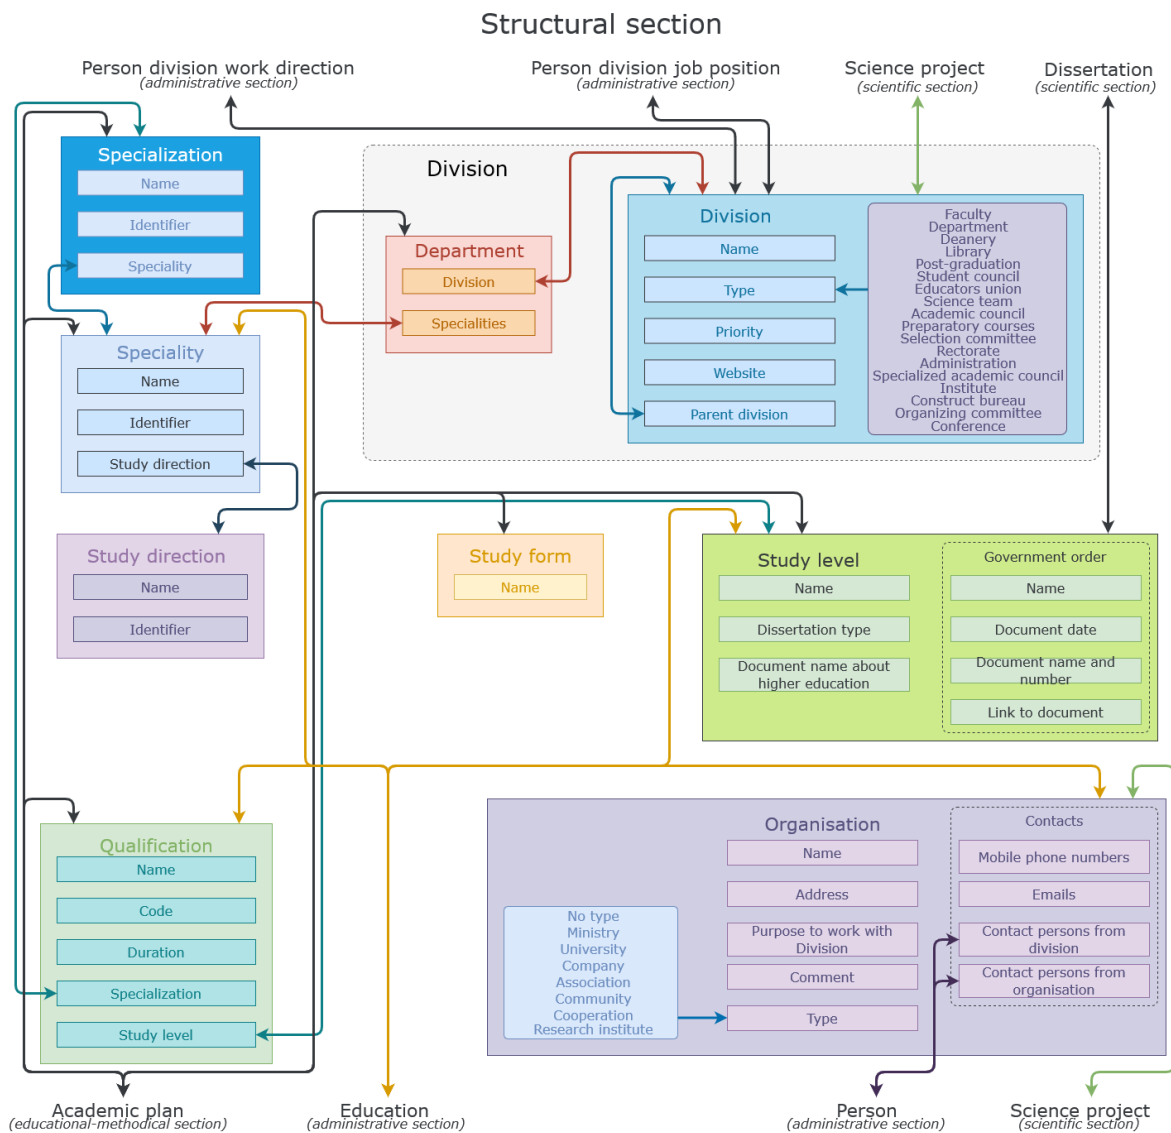 Structural section
Person division work direction
(administrative section)
Person division job position
(administrative section)
Science project
(scientific section)
Dissertation
(scientific section)
Specialization
Name
Identifier
Speciality
Division
Department
Division
Specialities
Division
Name
Type
Priority
Website
Parent division
Faculty
Department
Deanery
Library
Post-graduation
Student council
Educators union
Science team
Academic council
Preparatory courses
Selection committee
Rectorate
Administration
Specialized academic council
Institute
Construct bureau
Organizing committee
Conference
Speciality
Name
Identifier
Study direction
Study direction
Name
Identifier
Study form
Name
Study level
Name
Dissertation type
Document name about
higher education
Government order
Name
Document date
Document name and
number
Link to document
Qualification
Name
Code
Duration
Specialization
Study level
Organisation
No type
Ministry
University
Company
Association
Community
Cooperation
Research institute
Name
Address
Purpose to work with
Division
Comment
Type
Contacts
Mobile phone numbers
Emails
Contact persons from
division
Contact persons from
organisation
Academic plan
(educational-methodical section)
Education
(administrative section)
Person
(administrative section)
Science project
(scientific section)